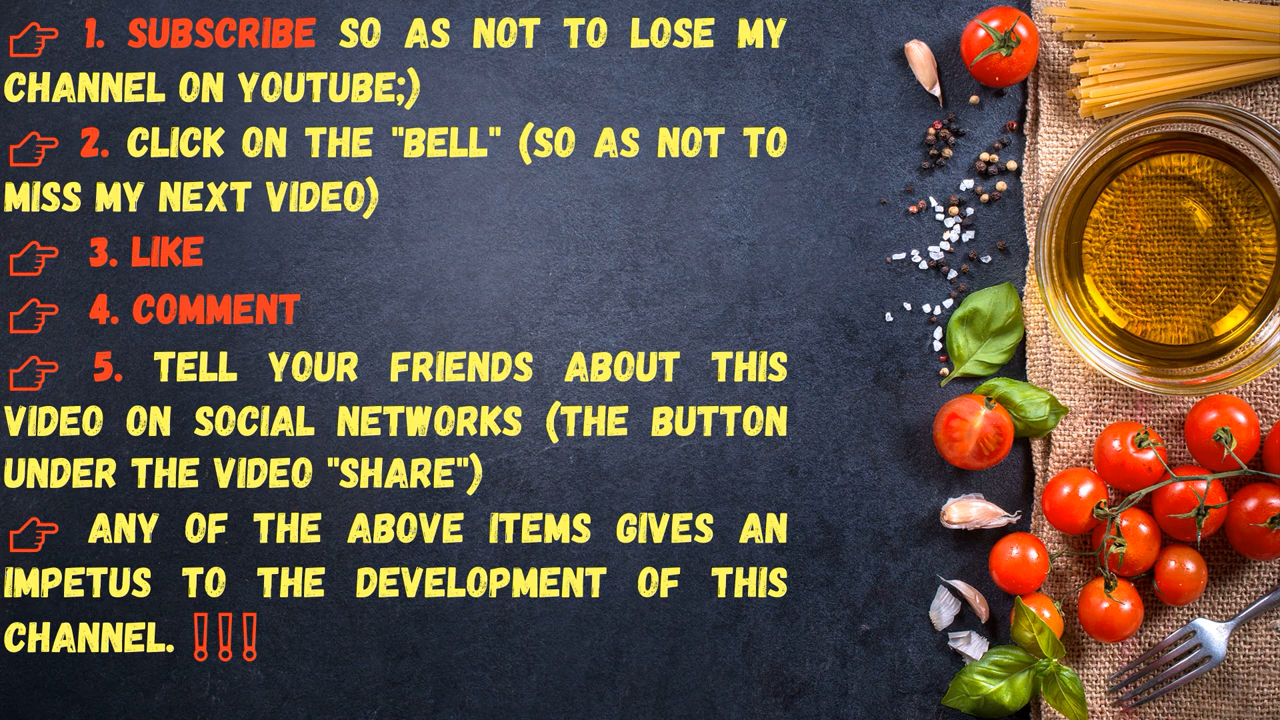 👉 1. SUBSCRIBE SO AS NOT TO LOSE MY
CHANNEL ON YOUTUBE;)
👉 2. CLICK ON THE "BELL" (SO AS NOT TO
MISS MY NEXT VIDEO)
👉 3. LIKE
👉 4. COMMENT
👉 5. TELL YOUR FRIENDS ABOUT THIS
VIDEO ON SOCIAL NETWORKS (THE BUTTON
UNDER THE VIDEO "SHARE")
👉 ANY OF THE ABOVE ITEMS GIVES AN
IMPETUS TO THE DEVELOPMENT OF THIS
CHANNEL. !!!